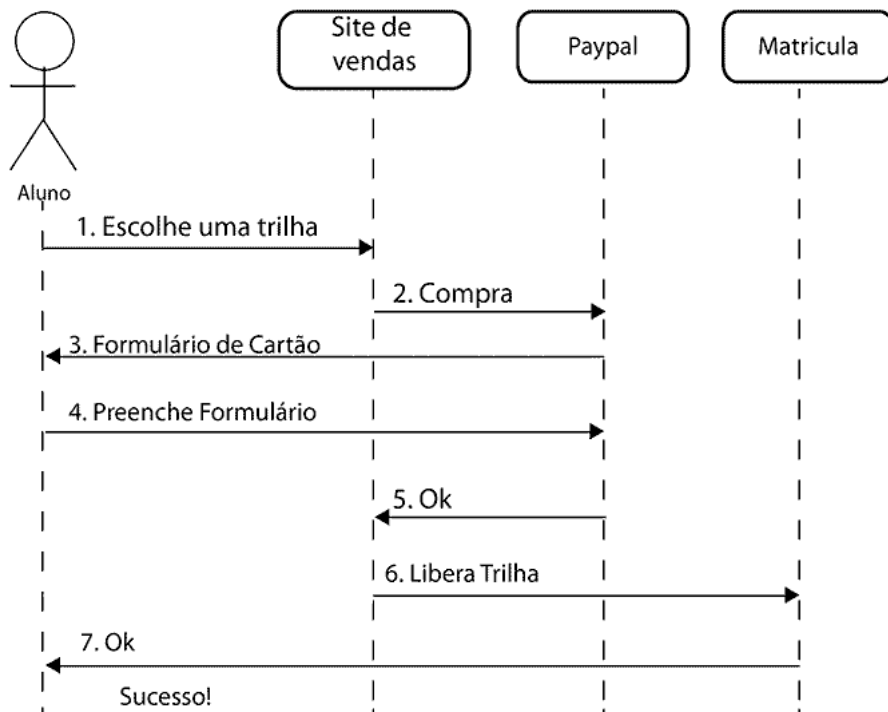 Site de
vendas
Paypal
Matricula
Aluno
1. Escolhe uma trilha
2. Compra
3. Formulário de Cartão
4. Preenche Formulário
5. Ok
6. Libera Trilha
7. Ok
Sucesso!